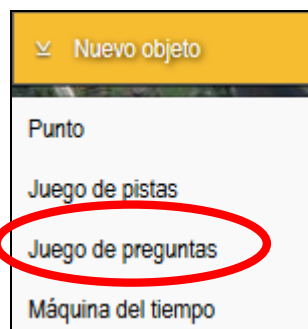 Nuevo objeto
Punto
Juego de pistas
Juego de preguntas
Máquina del tiempo